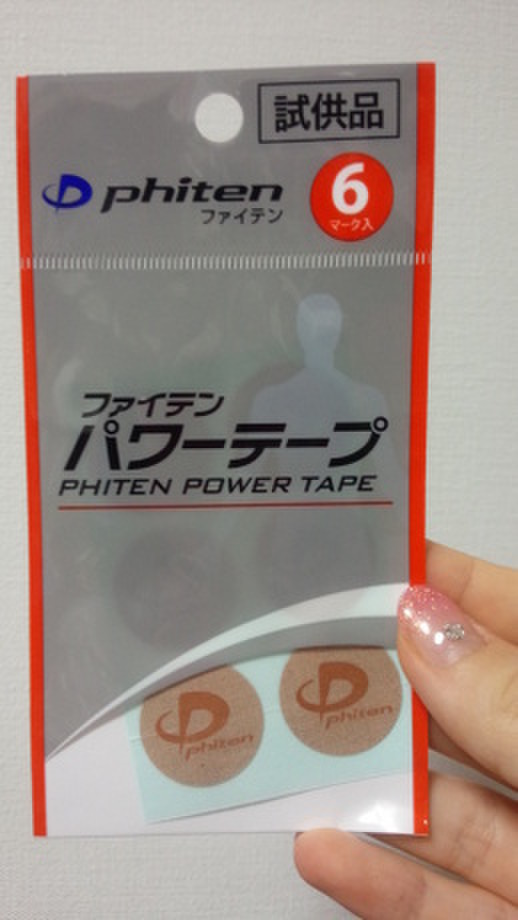 試供品
phiten
ファイテン
6
マーク入
ファイテン
パワーテープ
PHITEN POWER TAPE
phiten
phiten